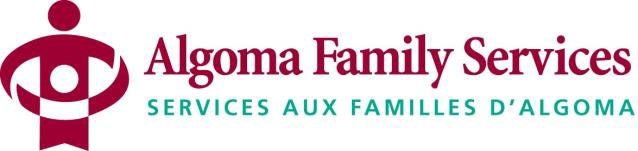 Algoma Family Services
SERVICES AUX FAMILLES D'ALGOMA